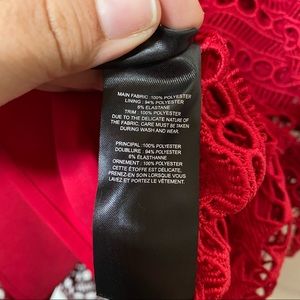 MAIN FABRIC : 100% POLYESTER
LINING : 94% POLYESTER
6% ELASTANE
TRIM : 100% POLYESTER
DUE TO THE DELICATE NATURE OF
THE FABRIC. CARE MUST BE TAKEN
DURING WASH AND WEAR.
PRINCIPAL : 100% POLYESTER
DOUBLURE : 94% POLYESTER
6% ÉLASTHANNE
ORNEMENT : 100% POLYESTER
CETTE ÉTOFFE EST DÉLICATE,
PRENEZ-EN SOIN LORSQUE VOUS
LAVEZ ET PORTEZ LE VÊTEMENT.